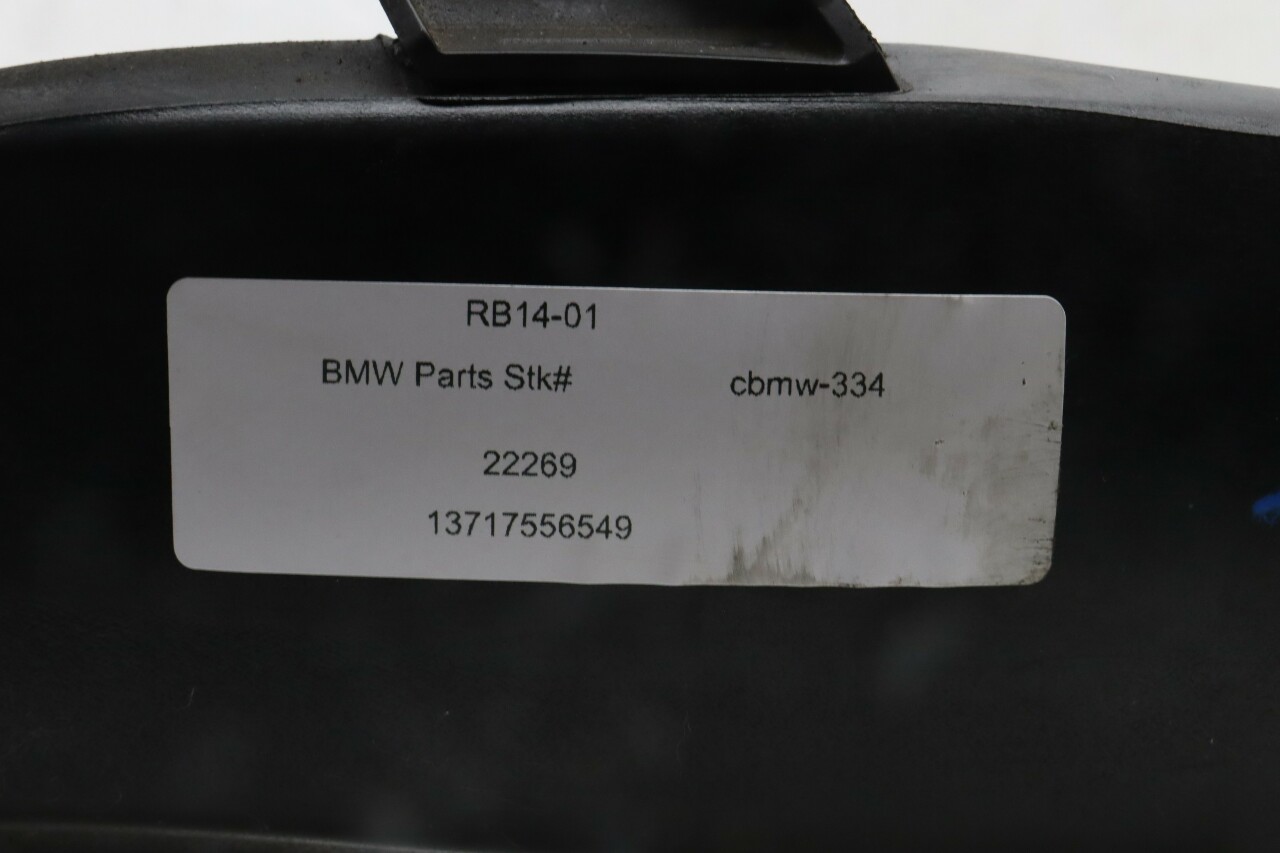 RB14-01
BMW Parts Stk# cbmw-334
22269
13717556549